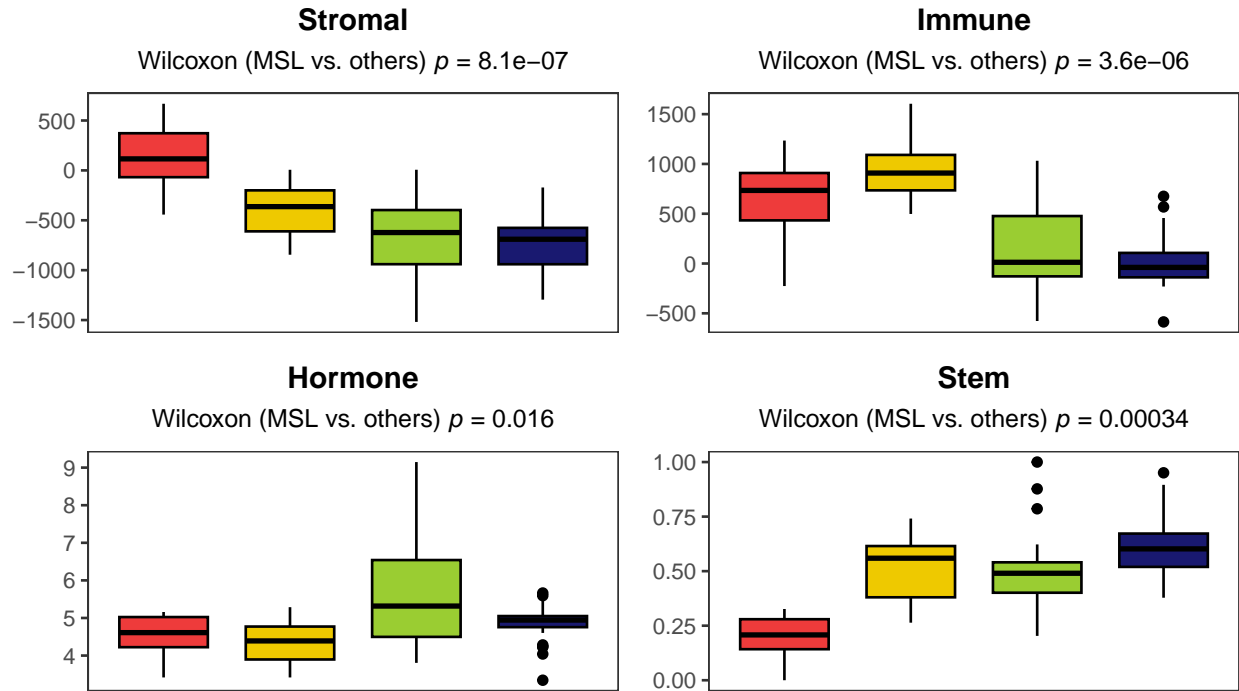 Stromal
Wilcoxon (MSL vs. others) p = 8.1e−07
500
0
−500
−1000
−1500
Immune
Wilcoxon (MSL vs. others) p = 3.6e−06
1500
1000
500
0
−500
Hormone
Wilcoxon (MSL vs. others) p = 0.016
9
8
7
6
5
4
Stem
Wilcoxon (MSL vs. others) p = 0.00034
1.00
0.75
0.50
0.25
0.00